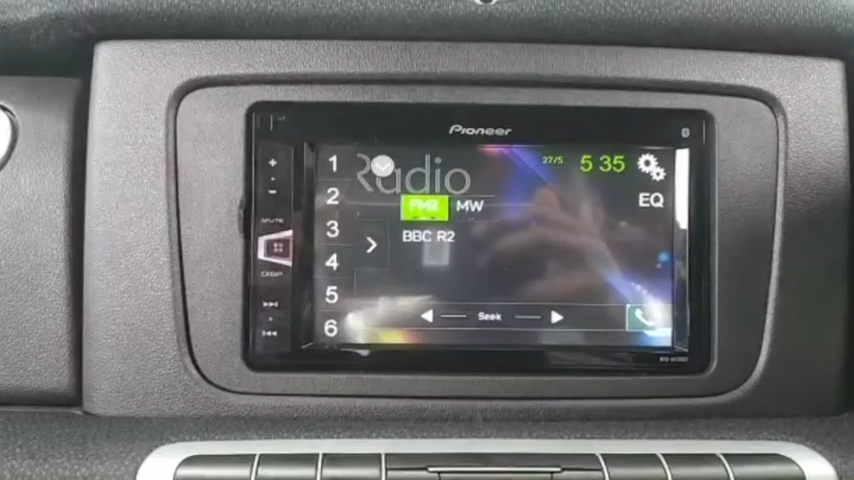 Pioneer
27/5 5 35
Radio
FM2 MW
EQ
BBC R2
1
2
3
4
5
6
Seek
+
-
MUTE
DISP